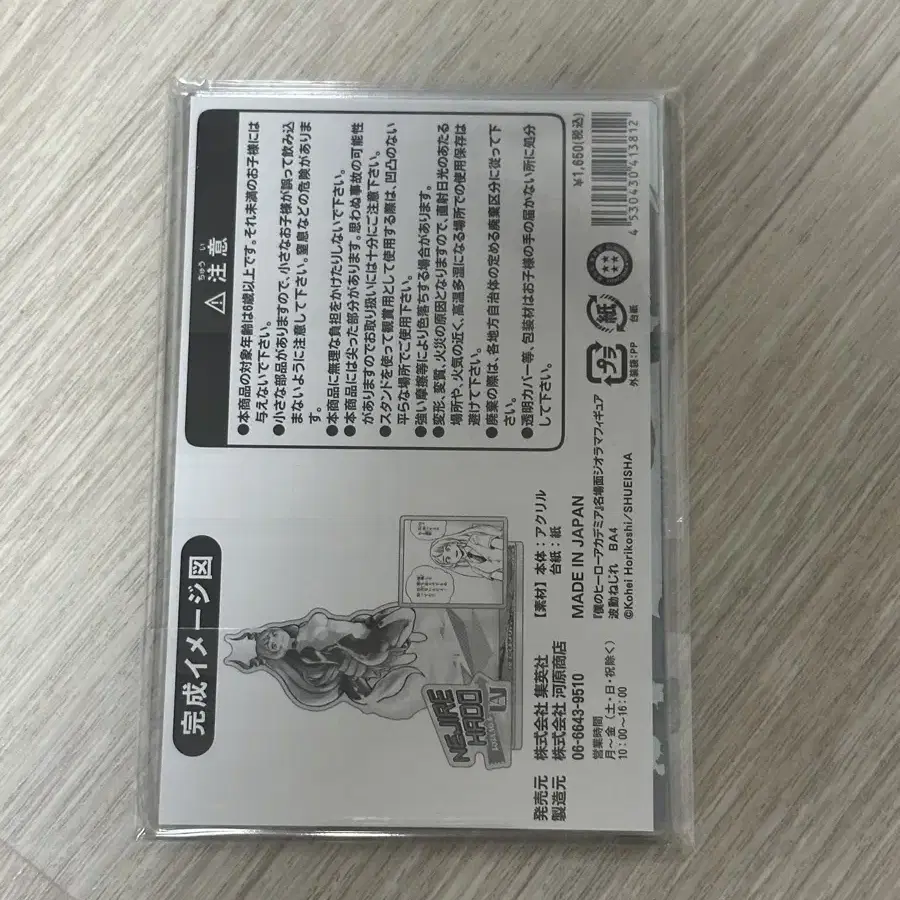 完成イメージ図
NEJIRE
HADO
【素材】本体：アクリル
台紙：紙
MADE IN JAPAN
『僕のヒーローアカデミア』名場面ジオラマフィギュア
波動ねじれ BA4
©Kohei Horikoshi/SHUEISHA
発売元 株式会社 集英社
製造元 株式会社 河原商店
06-6643-9510
営業時間
月～金（土・日・祝除く）
10：00～16：00
⚠ 注意
ちゅう い
●本商品の対象年齢は6歳以上です。それ未満のお子様には
与えないで下さい。
●小さな部品がありますので、小さなお子様が誤って飲み込
まないように注意して下さい。窒息などの危険がありま
す。
●本商品に無理な負担をかけたりしないで下さい。
●本商品には尖った部分があります。思わぬ事故の可能性
がありますのでお取り扱いには十分にご注意下さい。
●スタンドを使って観賞用として使用する際は、凹凸のない
平らな場所でご使用下さい。
●強い摩擦等により色落ちする場合があります。
●変形、変質、火災の原因となりますので、直射日光のあたる
場所や、火気の近く、高温多湿になる場所での使用保存は
避けて下さい。
●廃棄の際は、各地方自治体の定める廃棄区分に従って下
さい。
●透明カバー等、包装材はお子様の手の届かない所に処分
して下さい。
プラ
外装袋：PP
紙
台紙
¥1,650(税込)
4 530430 413812